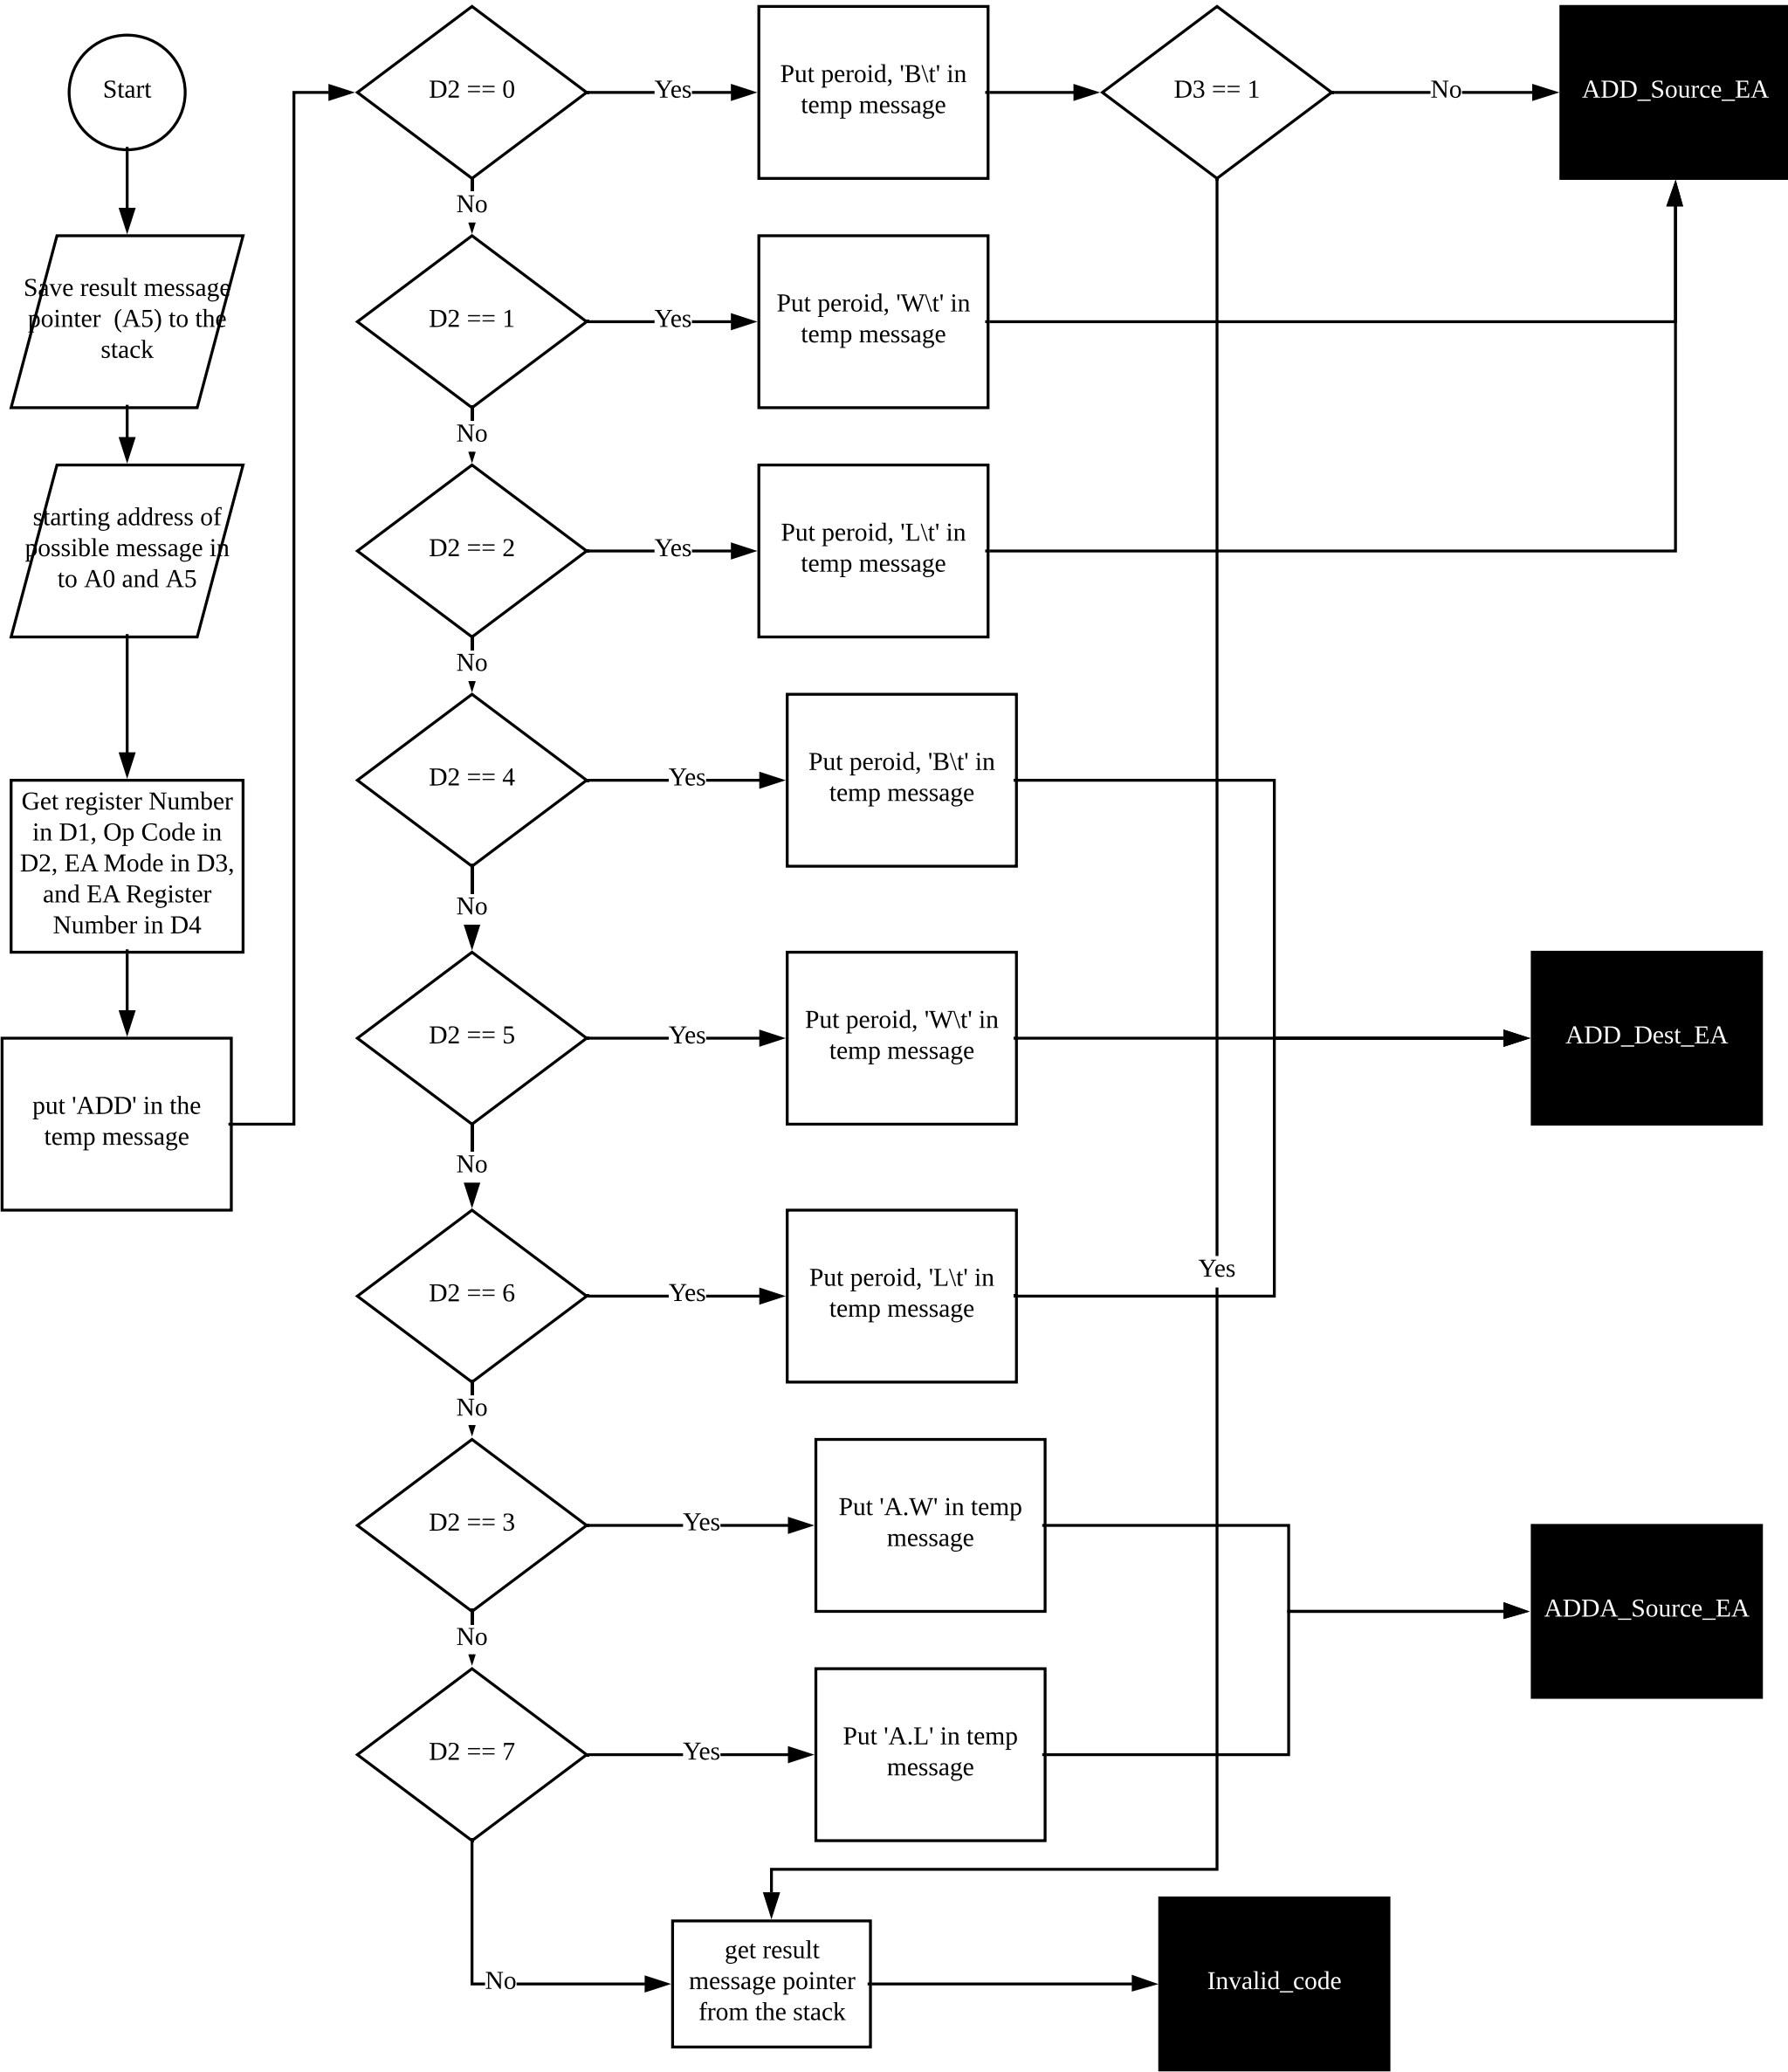 Start
Save result message
pointer  (A5) to the
stack
starting address of
possible message in
to A0 and A5
Get register Number
in D1, Op Code in
D2, EA Mode in D3,
and EA Register
Number in D4
put 'ADD' in the
temp message
D2 == 0
Yes
Put peroid, 'B\t' in
temp message
D3 == 1
No
ADD_Source_EA
No
D2 == 1
Yes
Put peroid, 'W\t' in
temp message
No
D2 == 2
Yes
Put peroid, 'L\t' in
temp message
No
D2 == 4
Yes
Put peroid, 'B\t' in
temp message
No
D2 == 5
Yes
Put peroid, 'W\t' in
temp message
ADD_Dest_EA
No
D2 == 6
Yes
Put peroid, 'L\t' in
temp message
Yes
No
D2 == 3
Yes
Put 'A.W' in temp
message
ADDA_Source_EA
No
D2 == 7
Yes
Put 'A.L' in temp
message
No
get result
message pointer
from the stack
Invalid_code